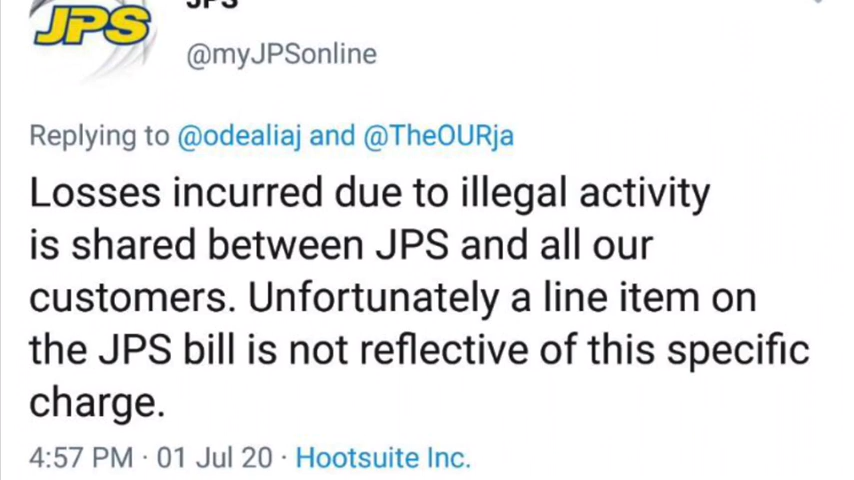 JPS
JPS
@myJPSonline
Replying to @odealiaj and @TheOURja
Losses incurred due to illegal activity
is shared between JPS and all our
customers. Unfortunately a line item on
the JPS bill is not reflective of this specific
charge.
4:57 PM · 01 Jul 20 · Hootsuite Inc.